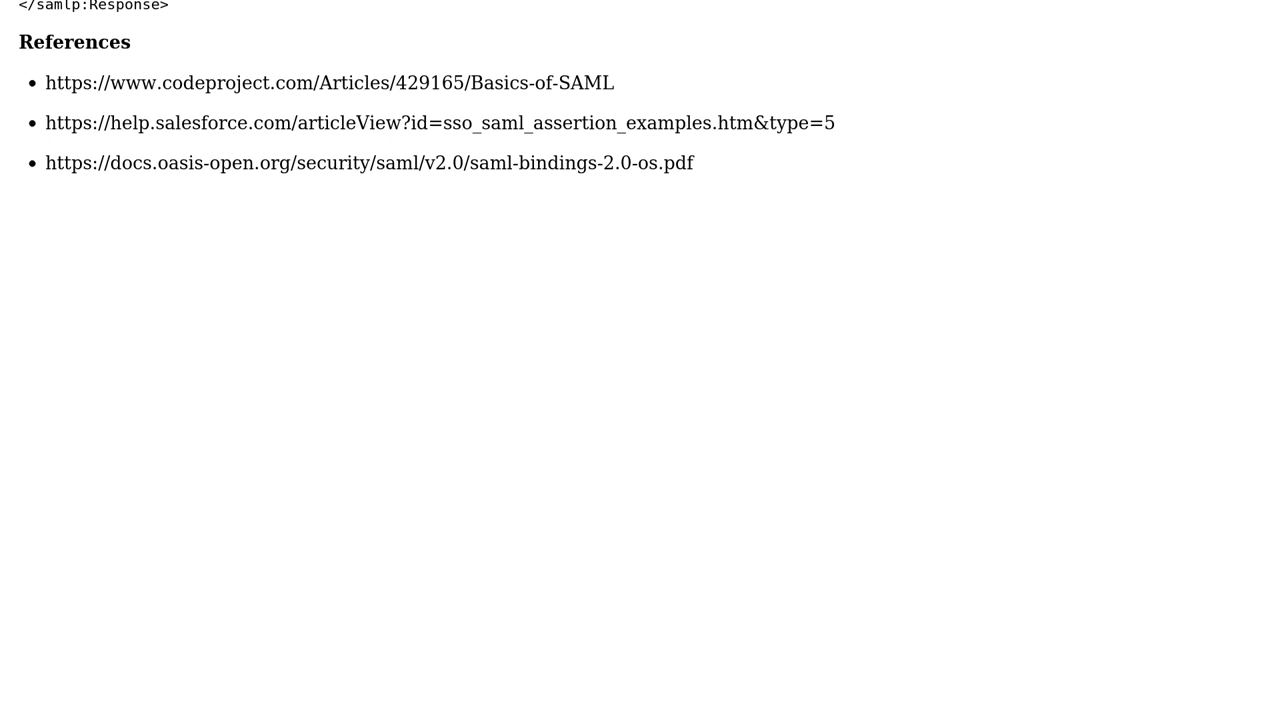 </samlp:Response>
References
https://www.codeproject.com/Articles/429165/Basics-of-SAML
https://help.salesforce.com/articleView?id=sso_saml_assertion_examples.htm&type=5
https://docs.oasis-open.org/security/saml/v2.0/saml-bindings-2.0-os.pdf